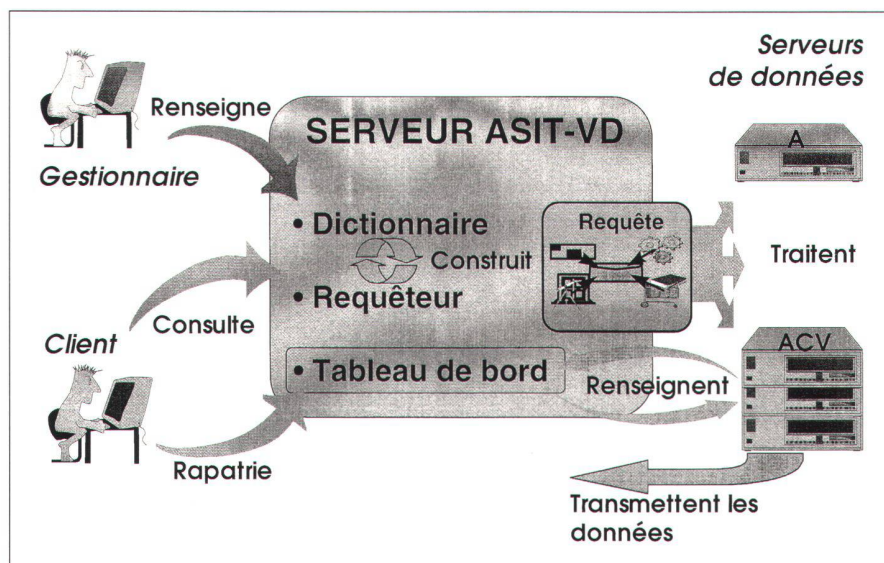 Serveurs
de données
Renseigne
SERVEUR ASIT-VD
A
Gestionnaire
• Dictionnaire
Requête
Construit
Traitent
• Requêteur
Consulte
Client
ACV
• Tableau de bord
Renseignent
Rapatrie
Transmettent les
données